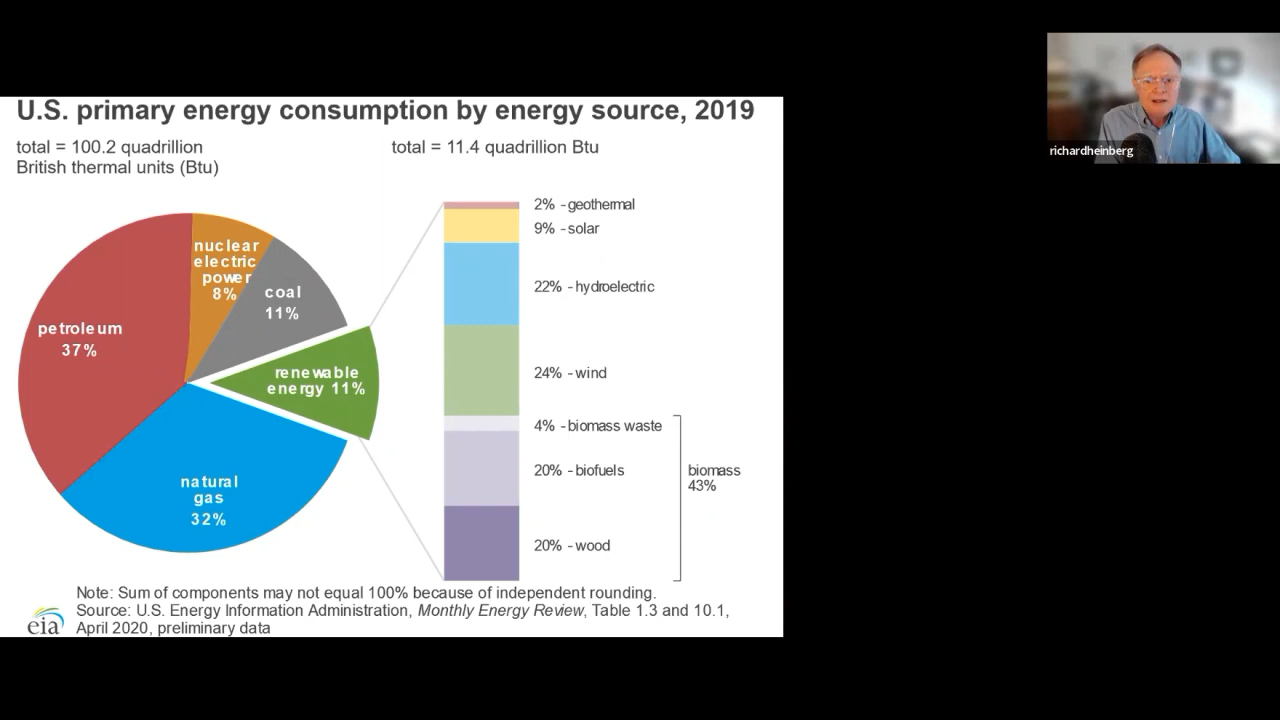 U.S. primary energy consumption by energy source, 2019
total = 100.2 quadrillion
British thermal units (Btu)
total = 11.4 quadrillion Btu
nuclear
electric
power
8%
coal
11%
petroleum
37%
renewable
energy 11%
natural
gas
32%
2% - geothermal
9% - solar
22% - hydroelectric
24% - wind
4% - biomass waste
20% - biofuels
20% - wood
biomass
43%
Note: Sum of components may not equal 100% because of independent rounding.
Source: U.S. Energy Information Administration, Monthly Energy Review, Table 1.3 and 10.1,
April 2020, preliminary data
eia
richardheinberg